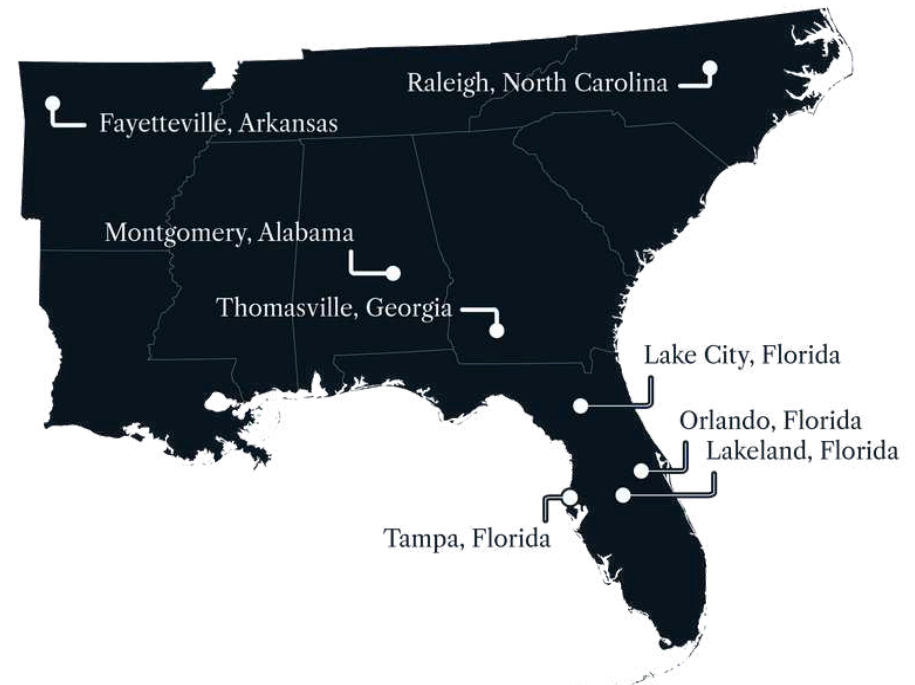 Raleigh, North Carolina
Fayetteville, Arkansas
Montgomery, Alabama
Thomasville, Georgia
Lake City, Florida
Orlando, Florida
Lakeland, Florida
Tampa, Florida